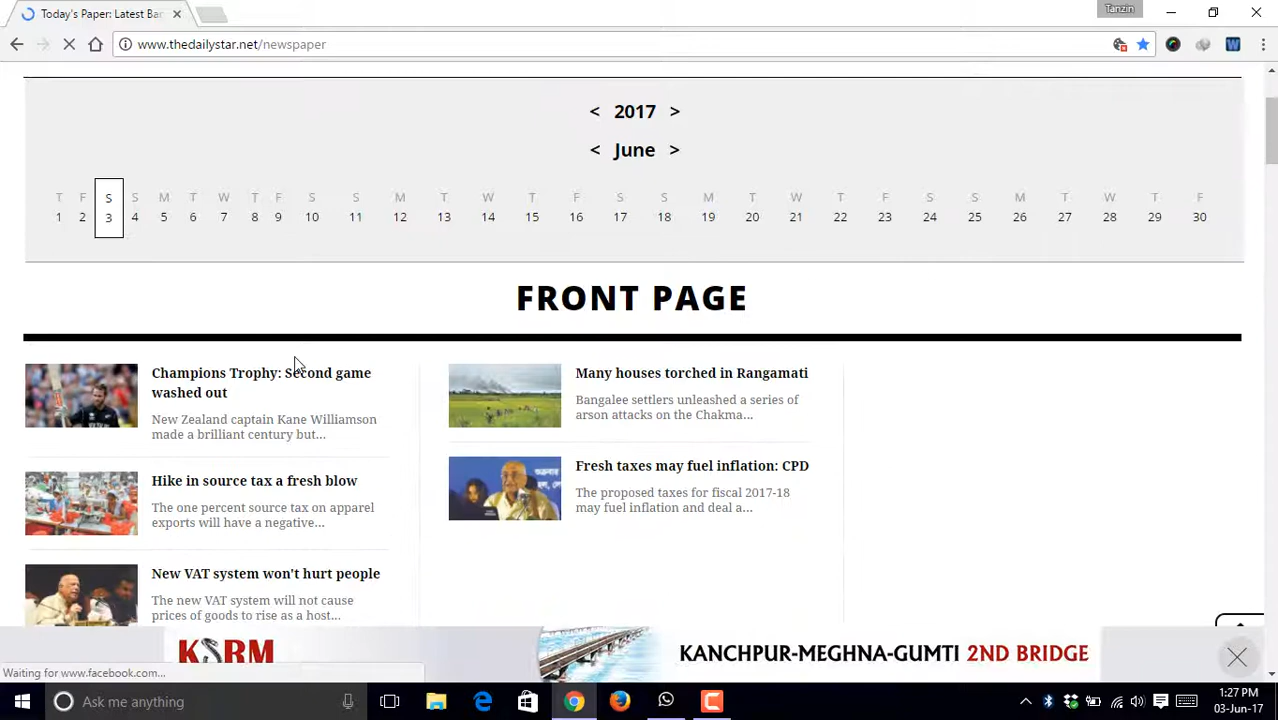 Today's Paper: Latest Ba
Tanzin
www.thedailystar.net/newspaper
< 2017 >
< June >
T F S S M T W T F S S M T W T F S S M T W T F S S M T W T F
1 2 3 4 5 6 7 8 9 10 11 12 13 14 15 16 17 18 19 20 21 22 23 24 25 26 27 28 29 30
FRONT PAGE
Champions Trophy: Second game
washed out
New Zealand captain Kane Williamson
made a brilliant century but...
Hike in source tax a fresh blow
The one percent source tax on apparel
exports will have a negative...
New VAT system won't hurt people
The new VAT system will not cause
prices of goods to rise as a host...
Many houses torched in Rangamati
Bangalee settlers unleashed a series of
arson attacks on the Chakma...
Fresh taxes may fuel inflation: CPD
The proposed taxes for fiscal 2017-18
may fuel inflation and deal a...
KSRM
KANCHPUR-MEGHNA-GUMTI 2ND BRIDGE
Waiting for www.facebook.com...
Ask me anything
1:27 PM
03-Jun-17